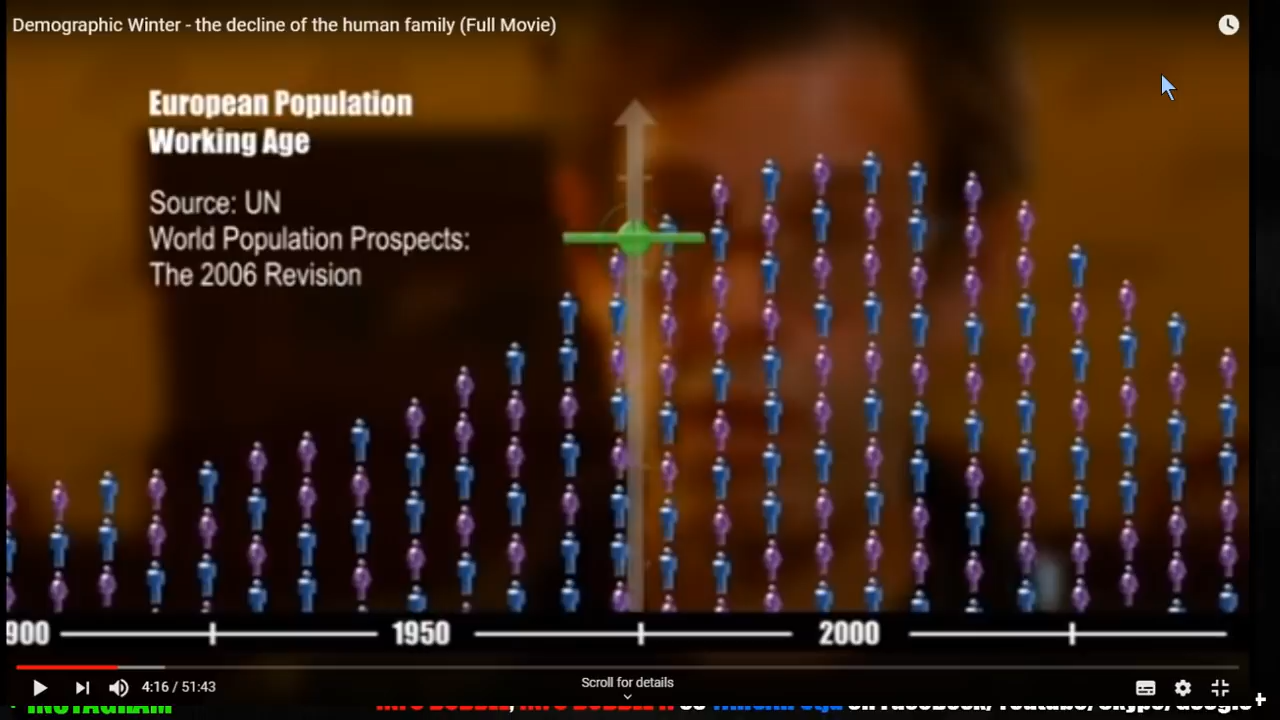 Demographic Winter - the decline of the human family (Full Movie)
European Population
Working Age
Source: UN
World Population Prospects:
The 2006 Revision
900 1950 2000
4:16 / 51:43
Scroll for details
INSTAGRAM